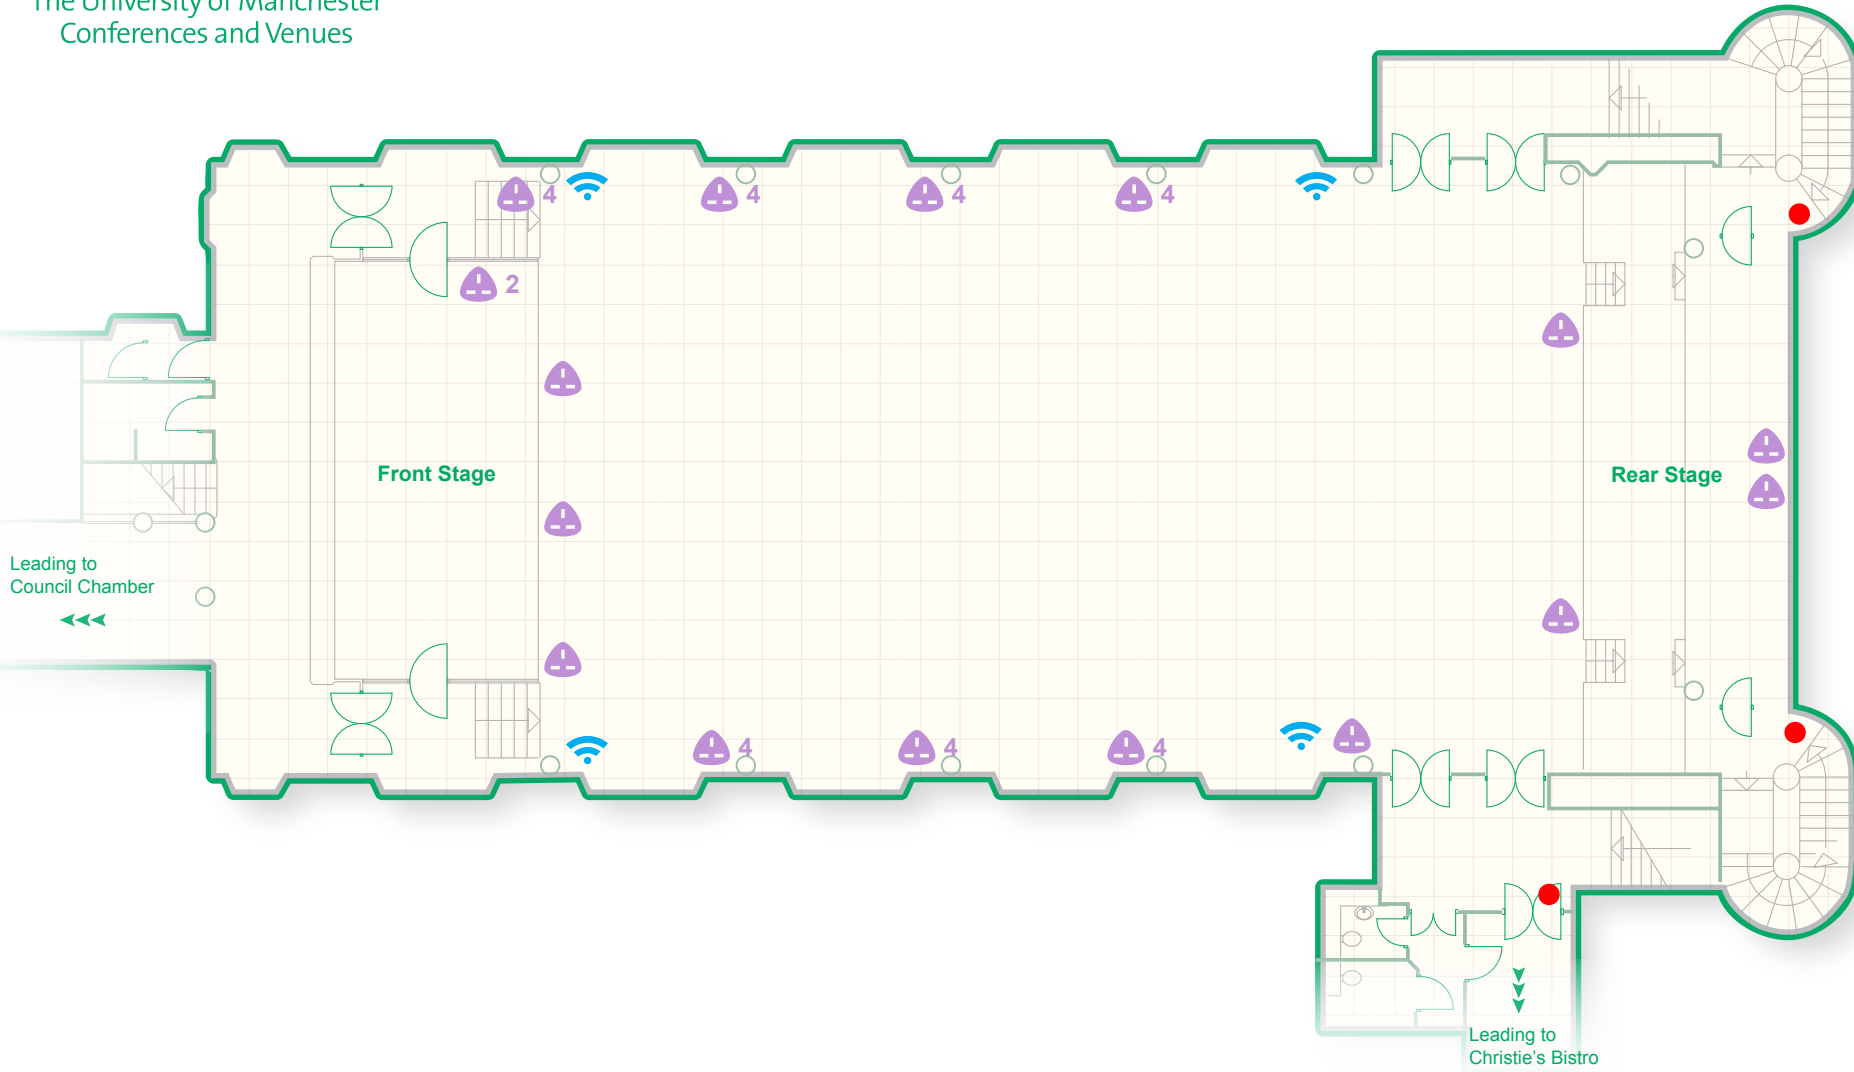 The University of Manchester
Conferences and Venues
4
4
4
4
2
Front Stage
Rear Stage
Leading to
Council Chamber
4
4
4
Leading to
Christie's Bistro